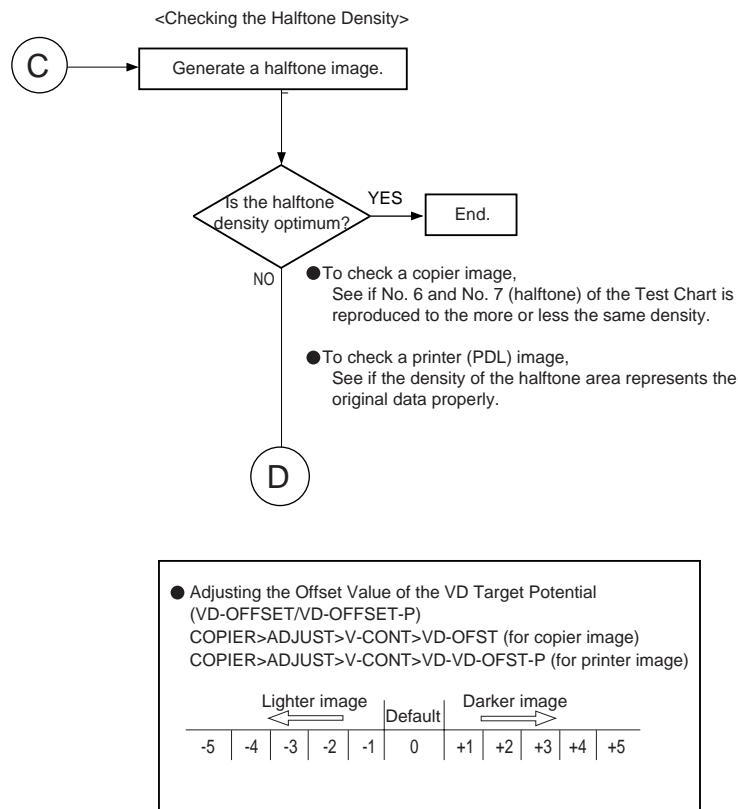 <Checking the Halftone Density>
C
Generate a halftone image.
Is the halftone
density optimum?
YES
End.
NO
●To check a copier image,
See if No. 6 and No. 7 (halftone) of the Test Chart is
reproduced to the more or less the same density.
●To check a printer (PDL) image,
See if the density of the halftone area represents the
original data properly.
D
● Adjusting the Offset Value of the VD Target Potential
(VD-OFFSET/VD-OFFSET-P)
COPIER>ADJUST>V-CONT>VD-OFST (for copier image)
COPIER>ADJUST>V-CONT>VD-VD-OFST-P (for printer image)
Lighter image Default Darker image
-5 -4 -3 -2 -1 0 +1 +2 +3 +4 +5